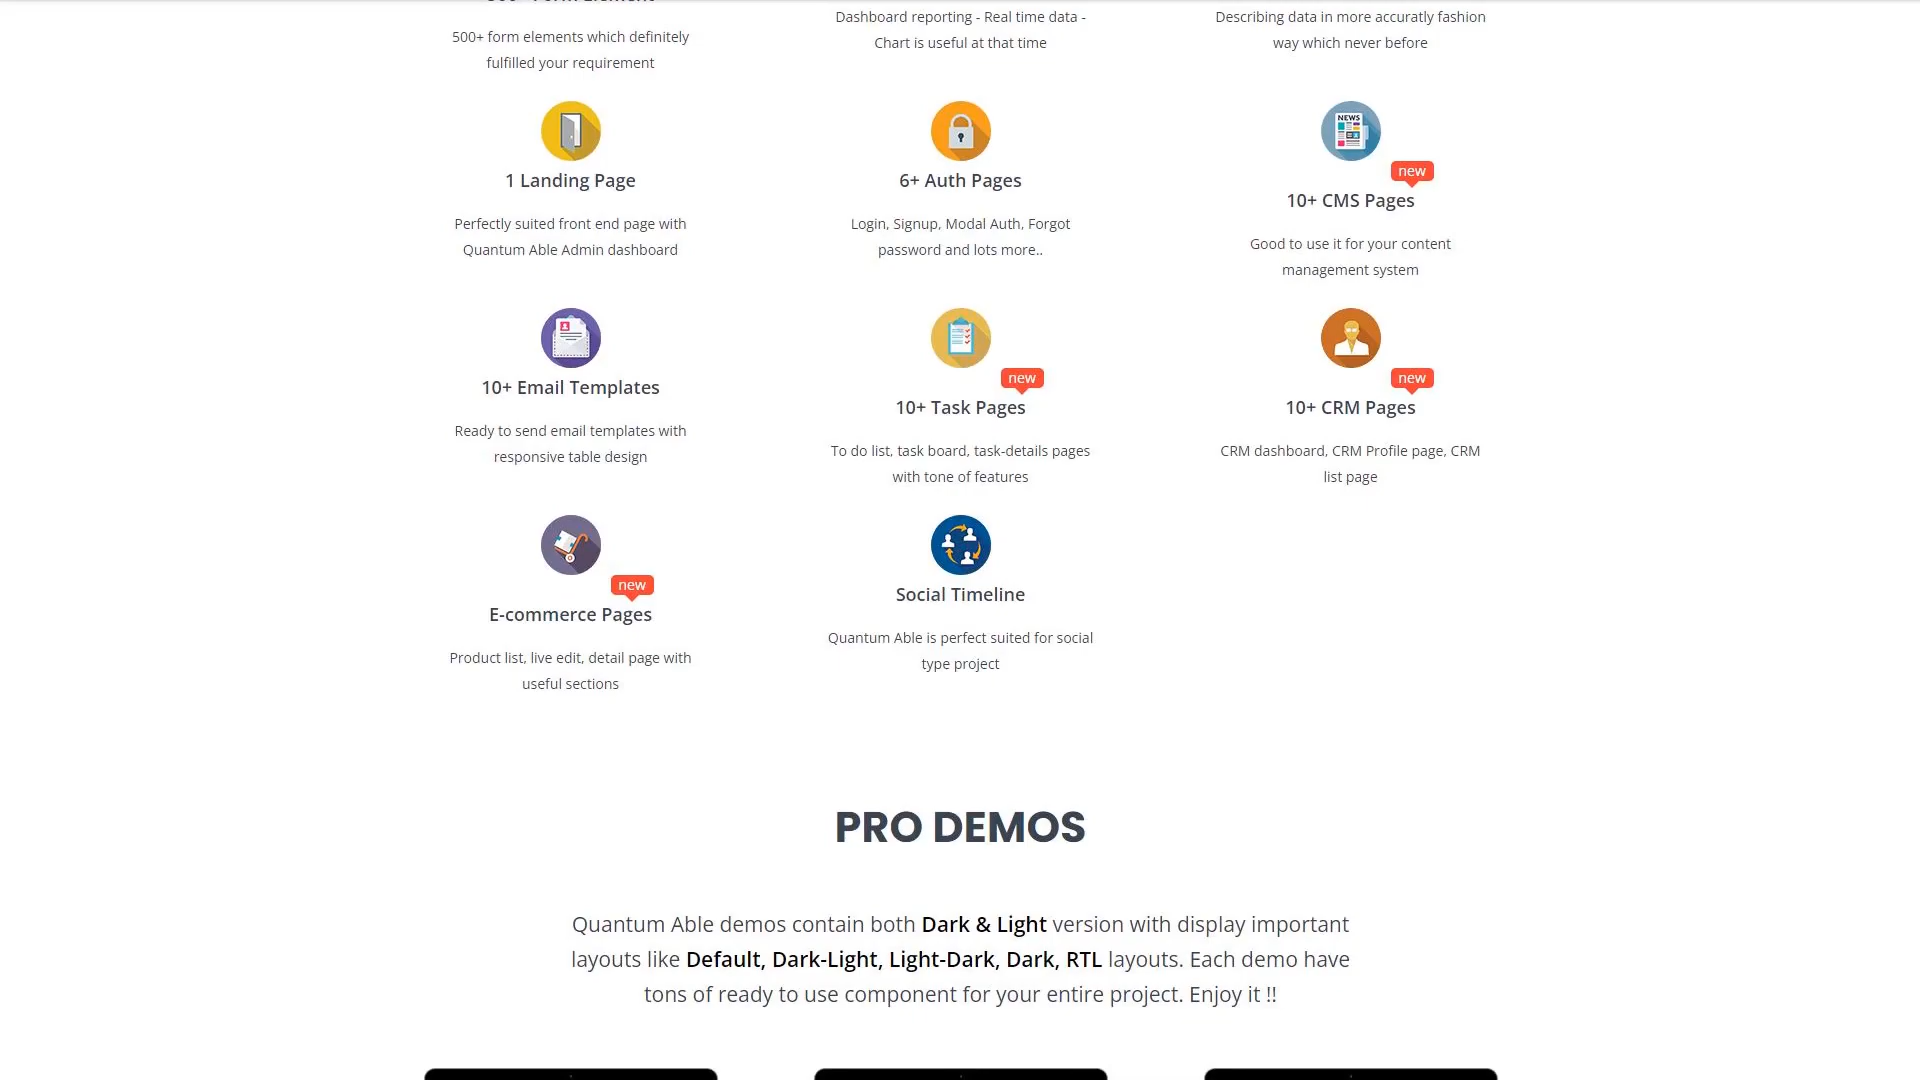 500+ form elements which definitely
fulfilled your requirement
Dashboard reporting - Real time data -
Chart is useful at that time
Describing data in more accuratly fashion
way which never before
1 Landing Page
Perfectly suited front end page with
Quantum Able Admin dashboard
6+ Auth Pages
Login, Signup, Modal Auth, Forgot
password and lots more..
NEWS
new
10+ CMS Pages
Good to use it for your content
management system
10+ Email Templates
Ready to send email templates with
responsive table design
new
10+ Task Pages
To do list, task board, task-details pages
with tone of features
new
10+ CRM Pages
CRM dashboard, CRM Profile page, CRM
list page
new
E-commerce Pages
Product list, live edit, detail page with
useful sections
Social Timeline
Quantum Able is perfect suited for social
type project
PRO DEMOS
Quantum Able demos contain both Dark & Light version with display important
layouts like Default, Dark-Light, Light-Dark, Dark, RTL layouts. Each demo have
tons of ready to use component for your entire project. Enjoy it !!